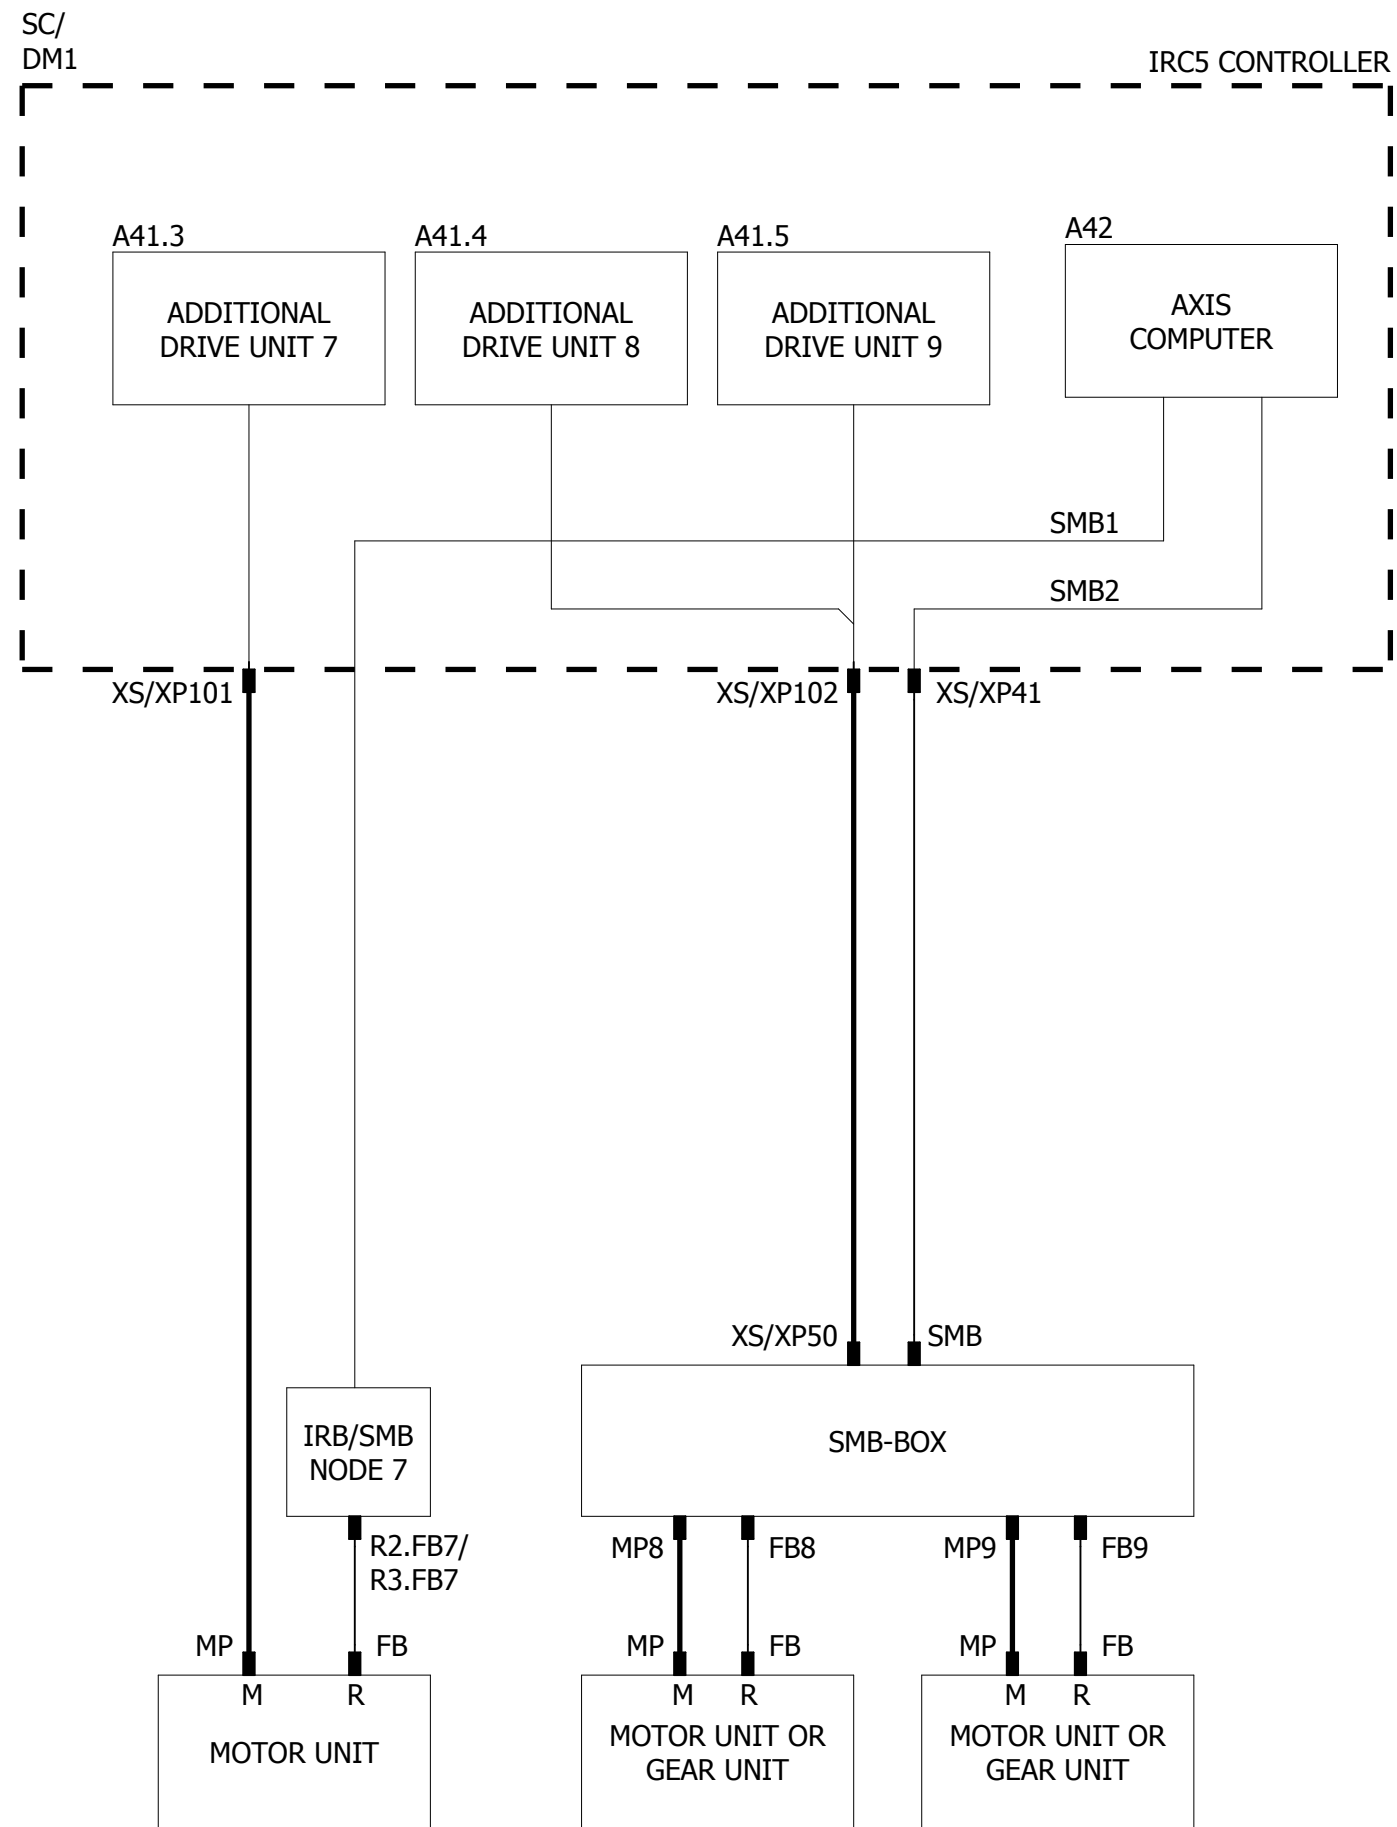 SC/
DM1
IRC5 CONTROLLER
A41.3
A41.4
A41.5
A42
ADDITIONAL
DRIVE UNIT 7
ADDITIONAL
DRIVE UNIT 8
ADDITIONAL
DRIVE UNIT 9
AXIS
COMPUTER
SMB1
SMB2
XS/XP101
XS/XP102
XS/XP41
XS/XP50
SMB
IRB/SMB
NODE 7
SMB-BOX
R2.FB7/
R3.FB7
MP8
FB8
MP9
FB9
MP
FB
MP
FB
MP
FB
M
R
M
R
M
R
MOTOR UNIT
MOTOR UNIT OR
GEAR UNIT
MOTOR UNIT OR
GEAR UNIT